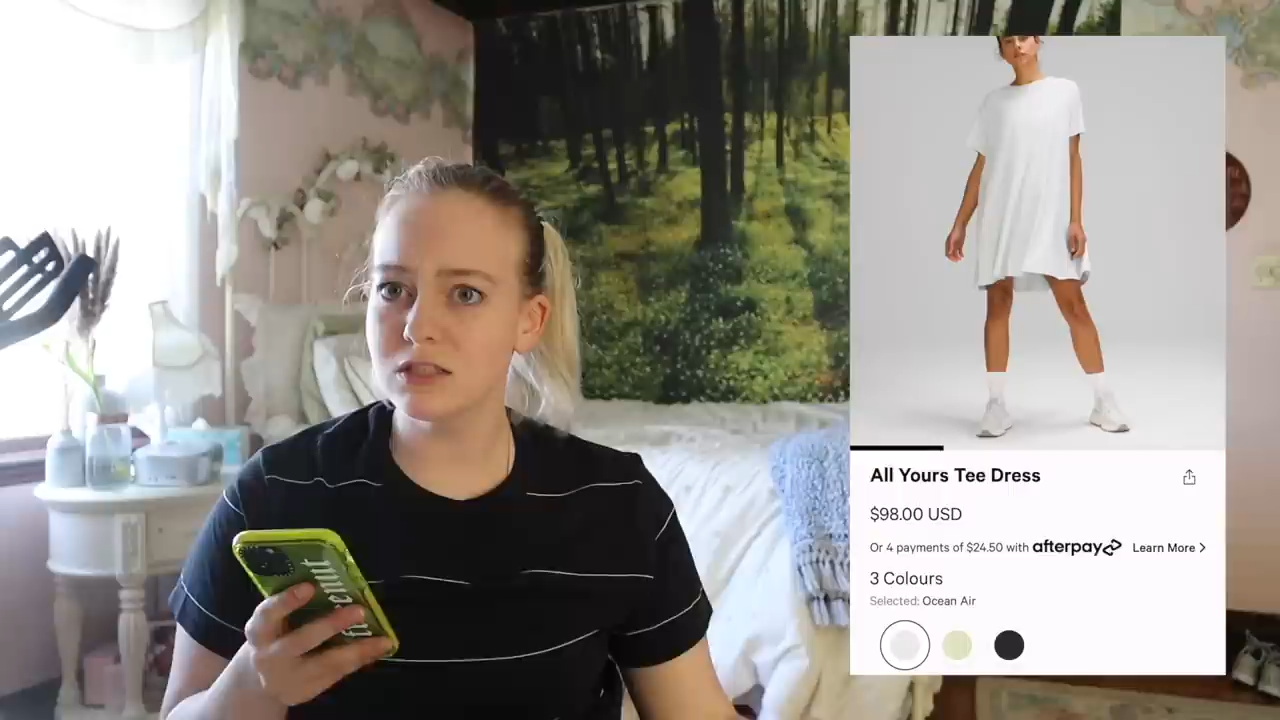 All Yours Tee Dress
$98.00 USD
Or 4 payments of $24.50 with afterpay Learn More
3 Colours
Selected: Ocean Air